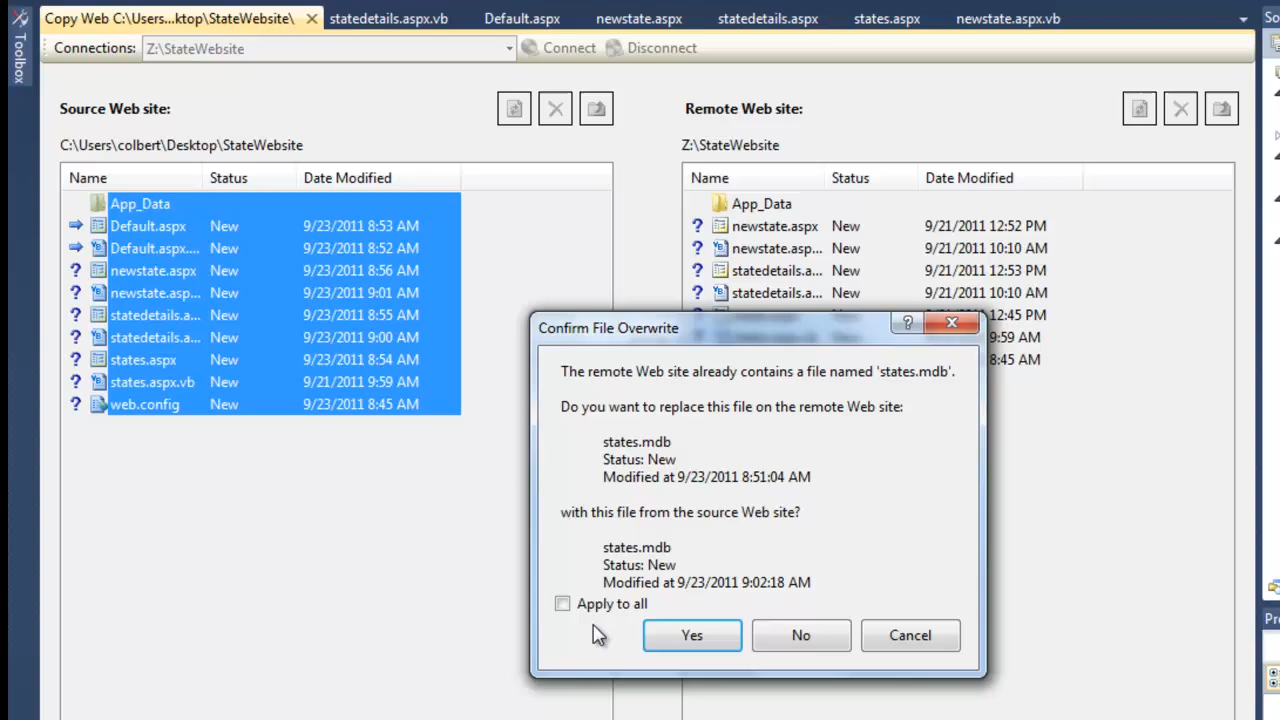 Copy Web C:\Users...ktop\StateWebsite\ statedetails.aspx.vb Default.aspx newstate.aspx statedetails.aspx states.aspx newstate.aspx.vb So
Toolbox
Connections: Z:\StateWebsite Connect Disconnect
Source Web site: Remote Web site:
C:\Users\colbert\Desktop\StateWebsite Z:\StateWebsite
Name Status Date Modified Name Status Date Modified
App_Data App_Data
Default.aspx New 9/23/2011 8:53 AM ? newstate.aspx New 9/21/2011 12:52 PM
Default.aspx.... New 9/23/2011 8:52 AM ? newstate.asp... New 9/21/2011 10:10 AM
? newstate.aspx New 9/23/2011 8:56 AM ? statedetails.a... New 9/21/2011 12:53 PM
? newstate.asp... New 9/23/2011 9:01 AM ? statedetails.a... New 9/21/2011 10:10 AM
? statedetails.a... New 9/23/2011 8:55 AM 12:45 PM
? statedetails.a... New 9/23/2011 9:00 AM 9:59 AM
? states.aspx New 9/23/2011 8:54 AM 8:45 AM
? states.aspx.vb New 9/21/2011 9:59 AM
? web.config New 9/23/2011 8:45 AM
Confirm File Overwrite
The remote Web site already contains a file named 'states.mdb'.
Do you want to replace this file on the remote Web site:
states.mdb
Status: New
Modified at 9/23/2011 8:51:04 AM
with this file from the source Web site?
states.mdb
Status: New
Modified at 9/23/2011 9:02:18 AM
Apply to all
Yes No Cancel
Pr